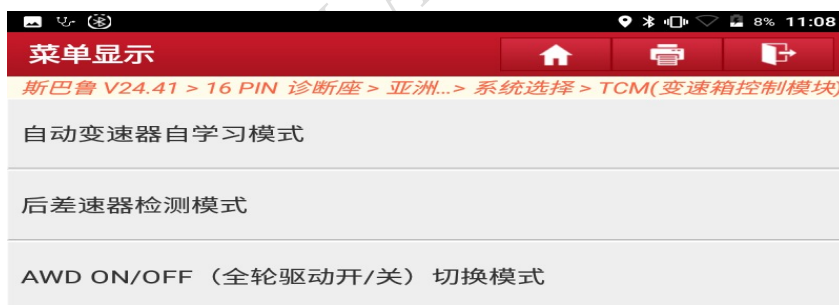 8% 11:08
菜单显示
斯巴鲁 V24.41 > 16 PIN 诊断座 > 亚洲...> 系统选择 > TCM(变速箱控制模块)
自动变速器自学习模式
后差速器检测模式
AWD ON/OFF（全轮驱动开/关）切换模式